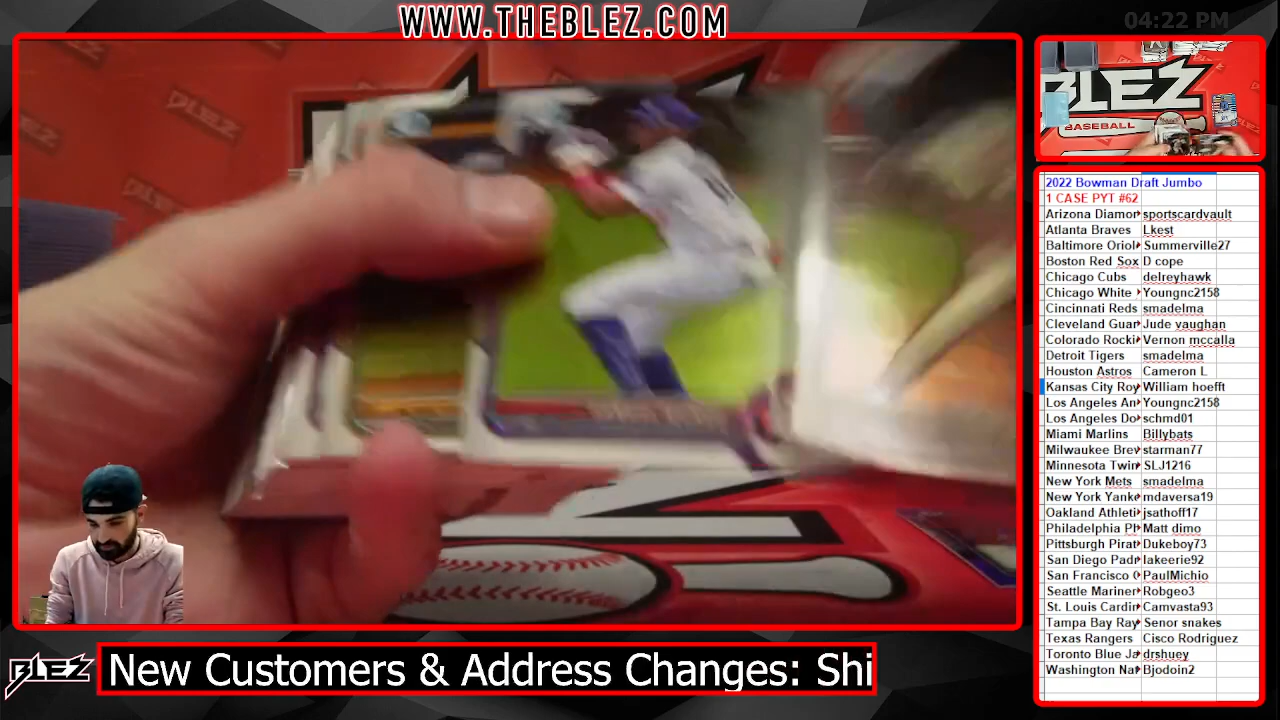 WWW.THEBLEZ.COM
04:22 PM
BLEZ
BLEZ
BASEBALL
2022 Bowman Draft Jumbo
1 CASE PYT #62
Arizona Diamor sportscardvault
Atlanta Braves Lkest
Baltimore Oriol Summerville27
Boston Red Sox D cope
Chicago Cubs delreyhawk
Chicago White Youngnc2158
Cincinnati Reds smadelma
Cleveland Guar Jude vaughan
Colorado Rocki Vernon mccalla
Detroit Tigers smadelma
Houston Astros Cameron L
Kansas City Roy William hoefft
Los Angeles An Youngnc2158
Los Angeles Do schmd01
Miami Marlins Billybats
Milwaukee Brev starman77
Minnesota Twin SLJ1216
New York Mets smadelma
New York Yanke mdaversa19
Oakland Athleti jsathoff17
Philadelphia Ph Matt dimo
Pittsburgh Pirat Dukeboy73
San Diego Padr lakeerie92
San Francisco ( PaulMichio
Seattle Mariner Robgeo3
St. Louis Cardir Camvasta93
Tampa Bay Ray Senor snakes
Texas Rangers Cisco Rodriguez
Toronto Blue Ja drshuey
Washington Nat Bjodoin2
BLEZ New Customers & Address Changes: Shi